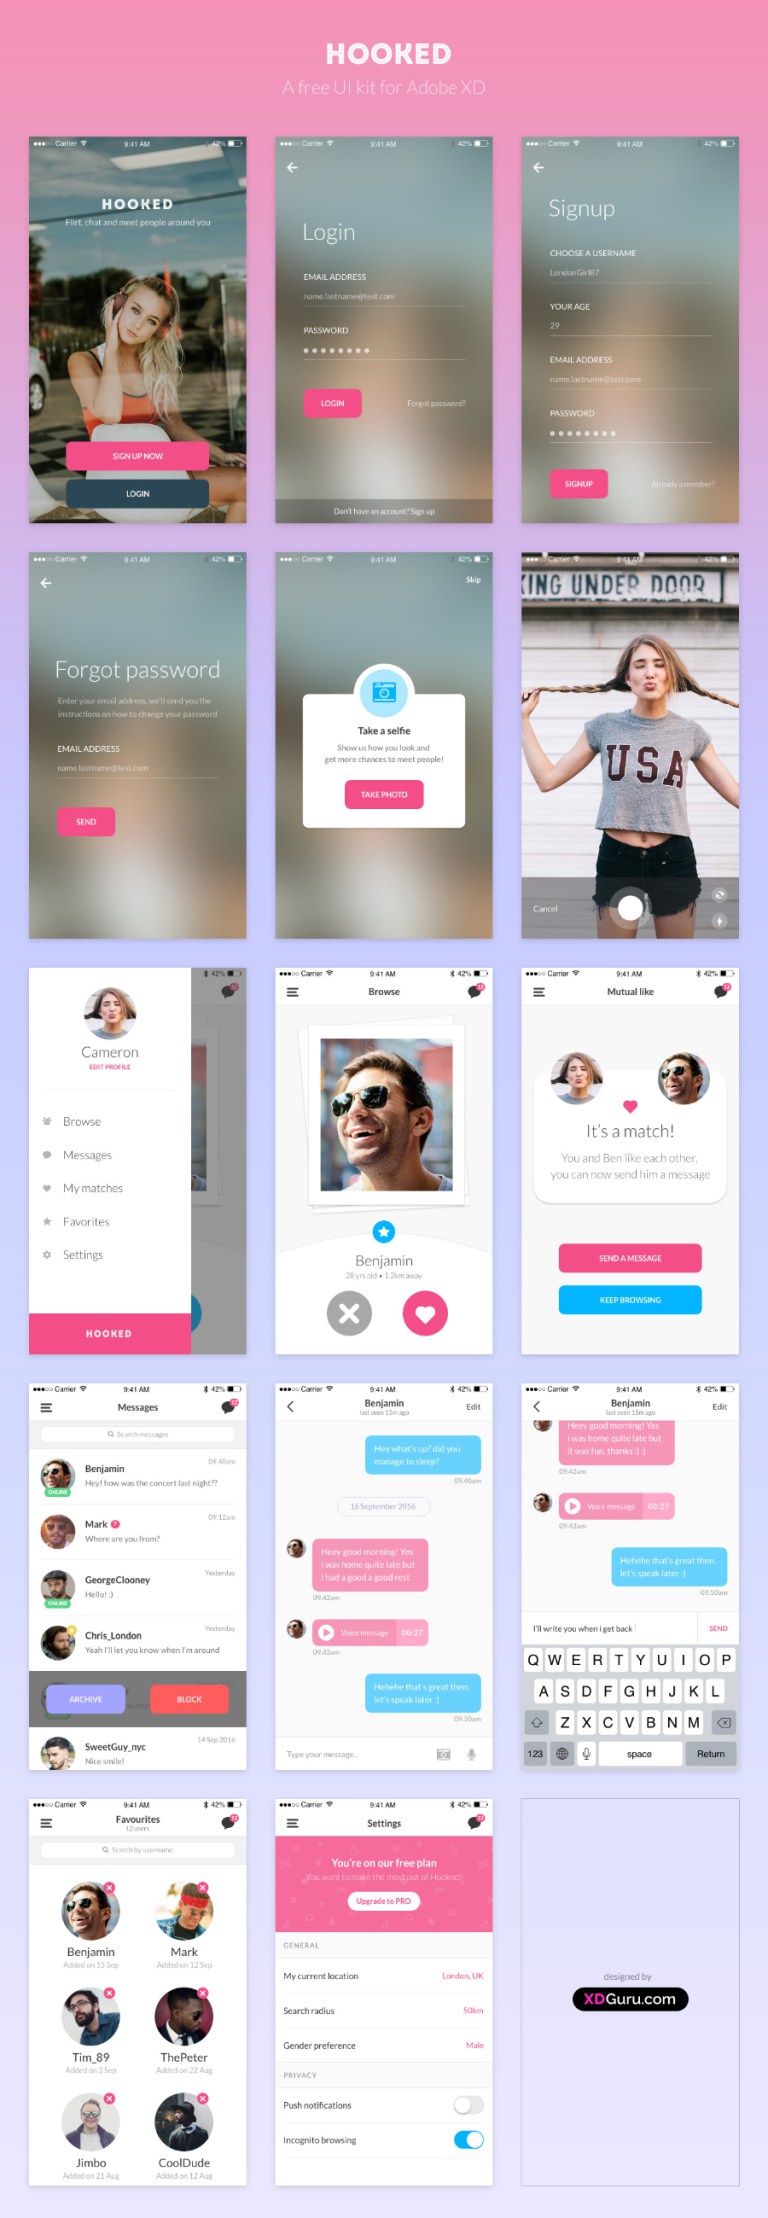 HOOKED
A free UI kit for Adobe XD
Carrier 9:41 AM 42%
HOOKED
Flirt, chat and meet people around you
SIGN UP NOW
LOGIN
Carrier 9:41 AM 42%
Login
EMAIL ADDRESS
name.lastname@test.com
PASSWORD
LOGIN
Forgot password?
Don't have an account? Sign up
Carrier 9:41 AM 42%
Signup
CHOOSE A USERNAME
LondonGirl87
YOUR AGE
29
EMAIL ADDRESS
name.lastname@test.com
PASSWORD
SIGNUP
Already a member?
Carrier 9:41 AM 42%
Forgot password
Enter your email address, we'll send you the
instructions on how to change your password
EMAIL ADDRESS
name.lastname@test.com
SEND
Carrier 9:41 AM 42%
Skip
Take a selfie
Show us how you look and
get more chances to meet people!
TAKE PHOTO
Carrier 9:41 AM 42%
KING UNDER DOOR
USA
Cancel
42%
Cameron
EDIT PROFILE
Browse
Messages
My matches
Favorites
Settings
HOOKED
Carrier 9:41 AM 42%
Browse
Benjamin
28 yrs old • 1.2km away
Carrier 9:41 AM 42%
Mutual like
It's a match!
You and Ben like each other,
you can now send him a message
SEND A MESSAGE
KEEP BROWSING
Carrier 9:41 AM 42%
Messages
Search messages
Benjamin
09.40am
Hey! how was the concert last night??
ONLINE
Mark
09.12am
Where are you from?
GeorgeClooney
Yesterday
Hello! :)
ONLINE
Chris_London
Yesterday
Yeah I'll let you know when I'm around
ARCHIVE
BLOCK
SweetGuy_nyc
14 Sep 2016
Nice smile!
Carrier 9:41 AM 42%
Benjamin
last seen 15m ago
Edit
Hey what's up? did you
manage to sleep?
09.40am
16 September 2016
Heey good morning! Yes
i was home quite late but
I had a good a good rest
09.42am
Voice message 00:27
09.43am
Hehehe that's great then,
let's speak later ;)
09.50am
Type your message..
Carrier 9:41 AM 42%
Benjamin
last seen 15m ago
Edit
Heey good morning! Yes
i was home quite late but
it was fun, thanks :) :)
09.42am
Voice message 00:27
09.43am
Hehehe that's great then,
let's speak later :)
09.50am
I'll write you when i get back
SEND
Q W E R T Y U I O P
A S D F G H J K L
Z X C V B N M
123 space Return
Carrier 9:41 AM 42%
Favourites
12 users
Search by username
Benjamin
Added on 15 Sep
Mark
Added on 12 Sep
Tim_89
Added on 3 Sep
ThePeter
Added on 22 Aug
Jimbo
Added on 21 Aug
CoolDude
Added on 12 Aug
Carrier 9:41 AM 42%
Settings
You're on our free plan
You want to make the most out of Hooked?
Upgrade to PRO
GENERAL
My current location
London, UK
Search radius
50km
Gender preference
Male
PRIVACY
Push notifications
Incognito browsing
designed by
XDGuru.com